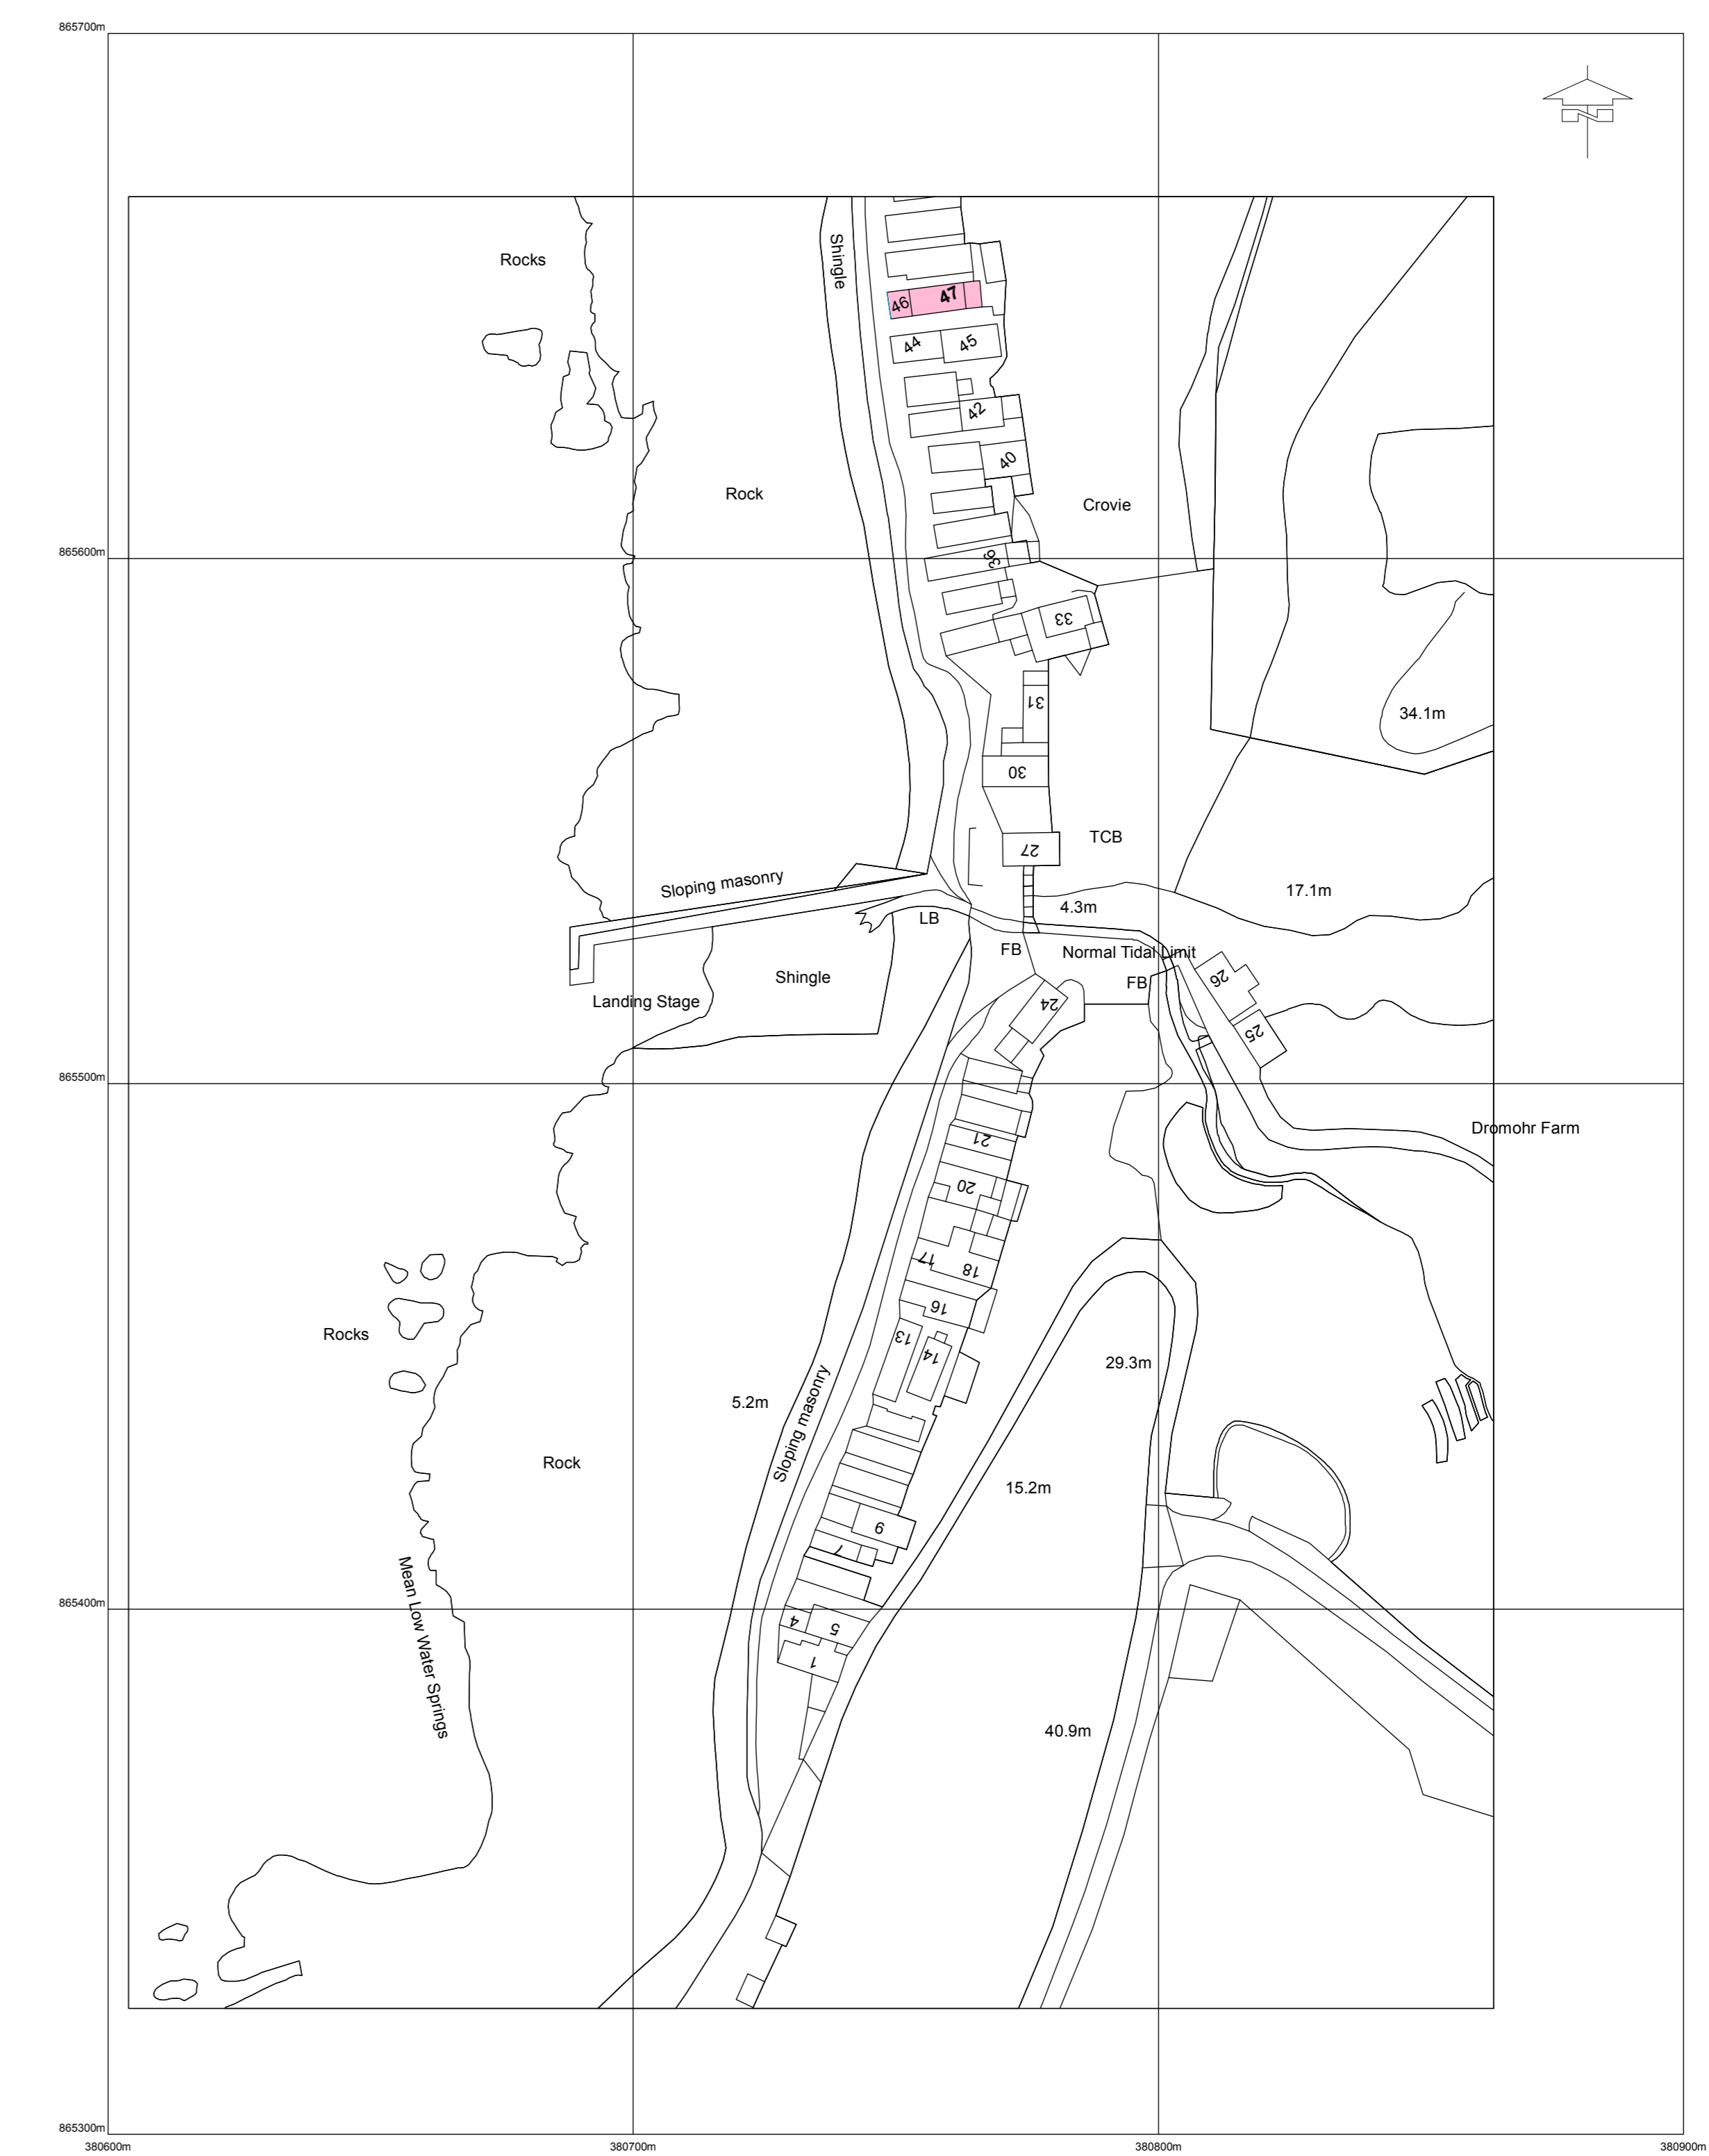 865700m
N
Rocks
Shingle
46
47
44
45
42
40
Rock
Crovie
865600m
36
33
31
34.1m
30
27
TCB
Sloping masonry
17.1m
4.3m
LB
FB
Normal Tidal Limit
26
Shingle
FB
Landing Stage
24
25
865500m
Dromohr Farm
21
20
17
18
16
Rocks
13
14
29.3m
5.2m
Sloping masonry
Rock
15.2m
9
7
Mean Low Water Springs
865400m
4
5
1
40.9m
865300m
380600m
380700m
380800m
380900m